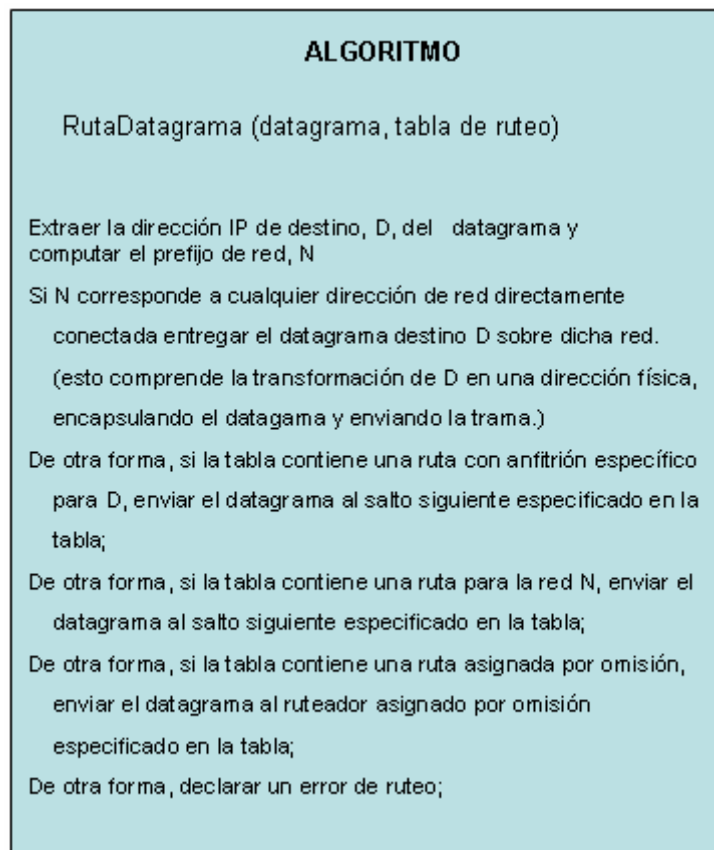 ALGORITMO
RutaDatagrama (datagrama, tabla de ruteo)
Extraer la dirección IP de destino, D, del datagrama y
computar el prefijo de red, N
Si N corresponde a cualquier dirección de red directamente
conectada entregar el datagrama destino D sobre dicha red.
(esto comprende la transformación de D en una dirección física,
encapsulando el datagama y enviando la trama.)
De otra forma, si la tabla contiene una ruta con anfitrión específico
para D, enviar el datagrama al salto siguiente especificado en la
tabla;
De otra forma, si la tabla contiene una ruta para la red N, enviar el
datagrama al salto siguiente especificado en la tabla;
De otra forma, si la tabla contiene una ruta asignada por omisión,
enviar el datagrama al ruteador asignado por omisión
especificado en la tabla;
De otra forma, declarar un error de ruteo;